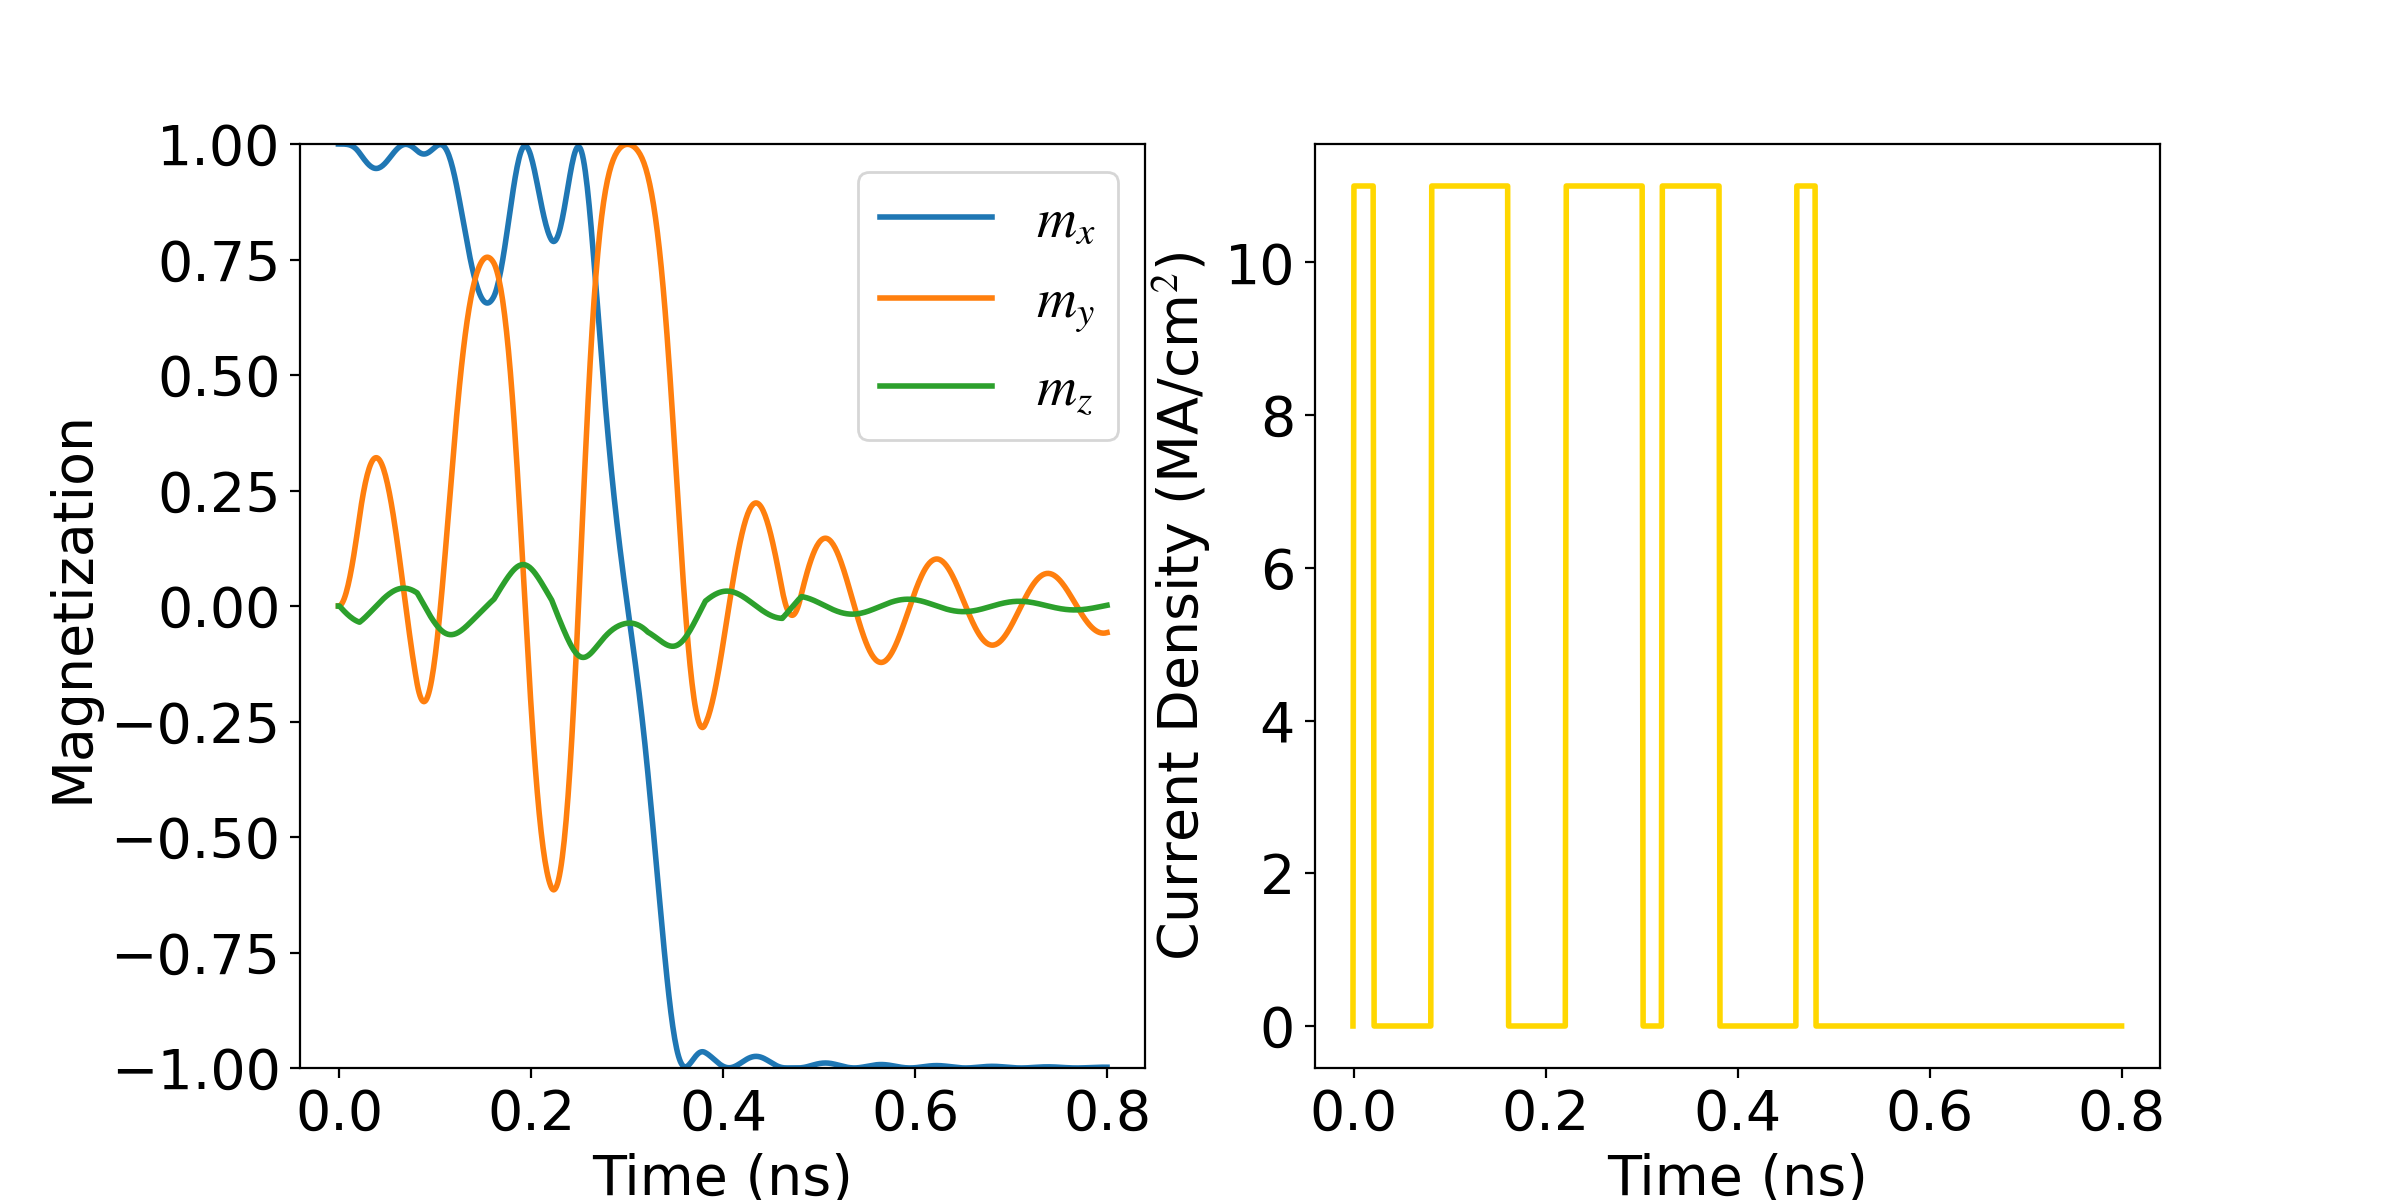 1.00
0.75
0.50
0.25
0.00
−0.25
−0.50
−0.75
−1.00
Magnetization
0.0 0.2 0.4 0.6 0.8
Time (ns)
m_x
m_y
m_z
10
8
6
4
2
0
Current Density (MA/cm²)
0.0 0.2 0.4 0.6 0.8
Time (ns)